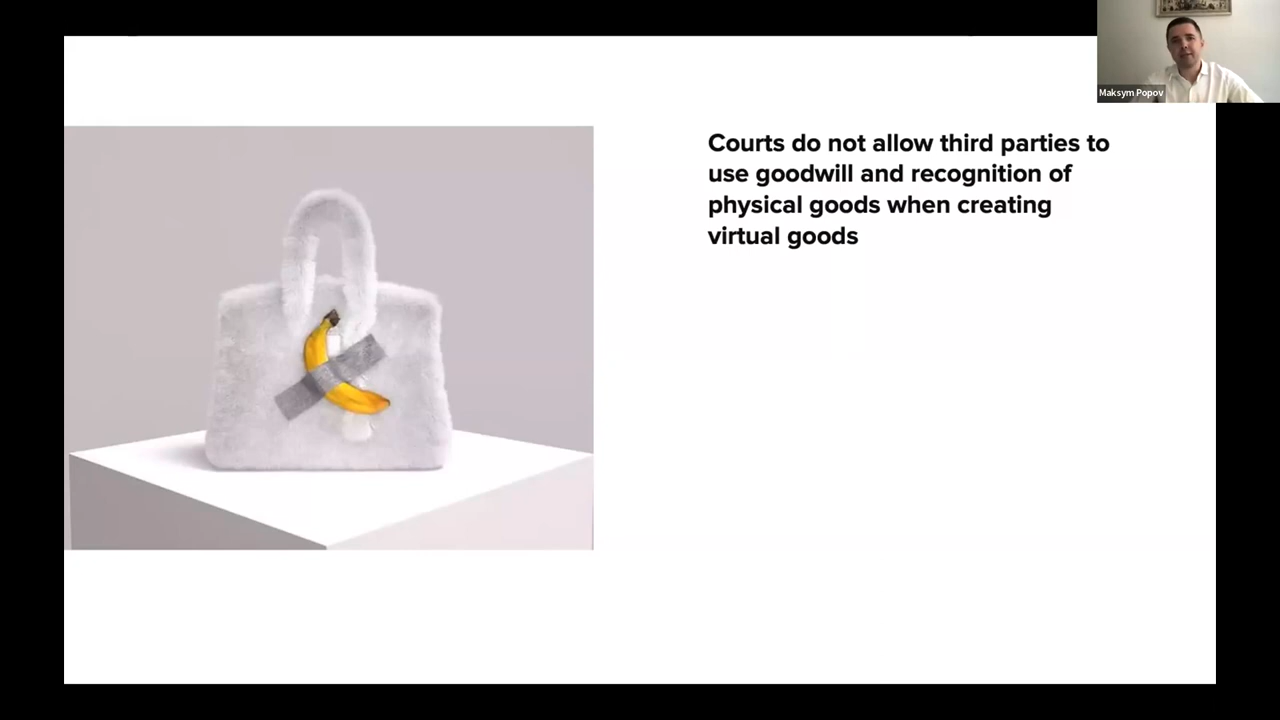 Maksym Popov
Courts do not allow third parties to
use goodwill and recognition of
physical goods when creating
virtual goods